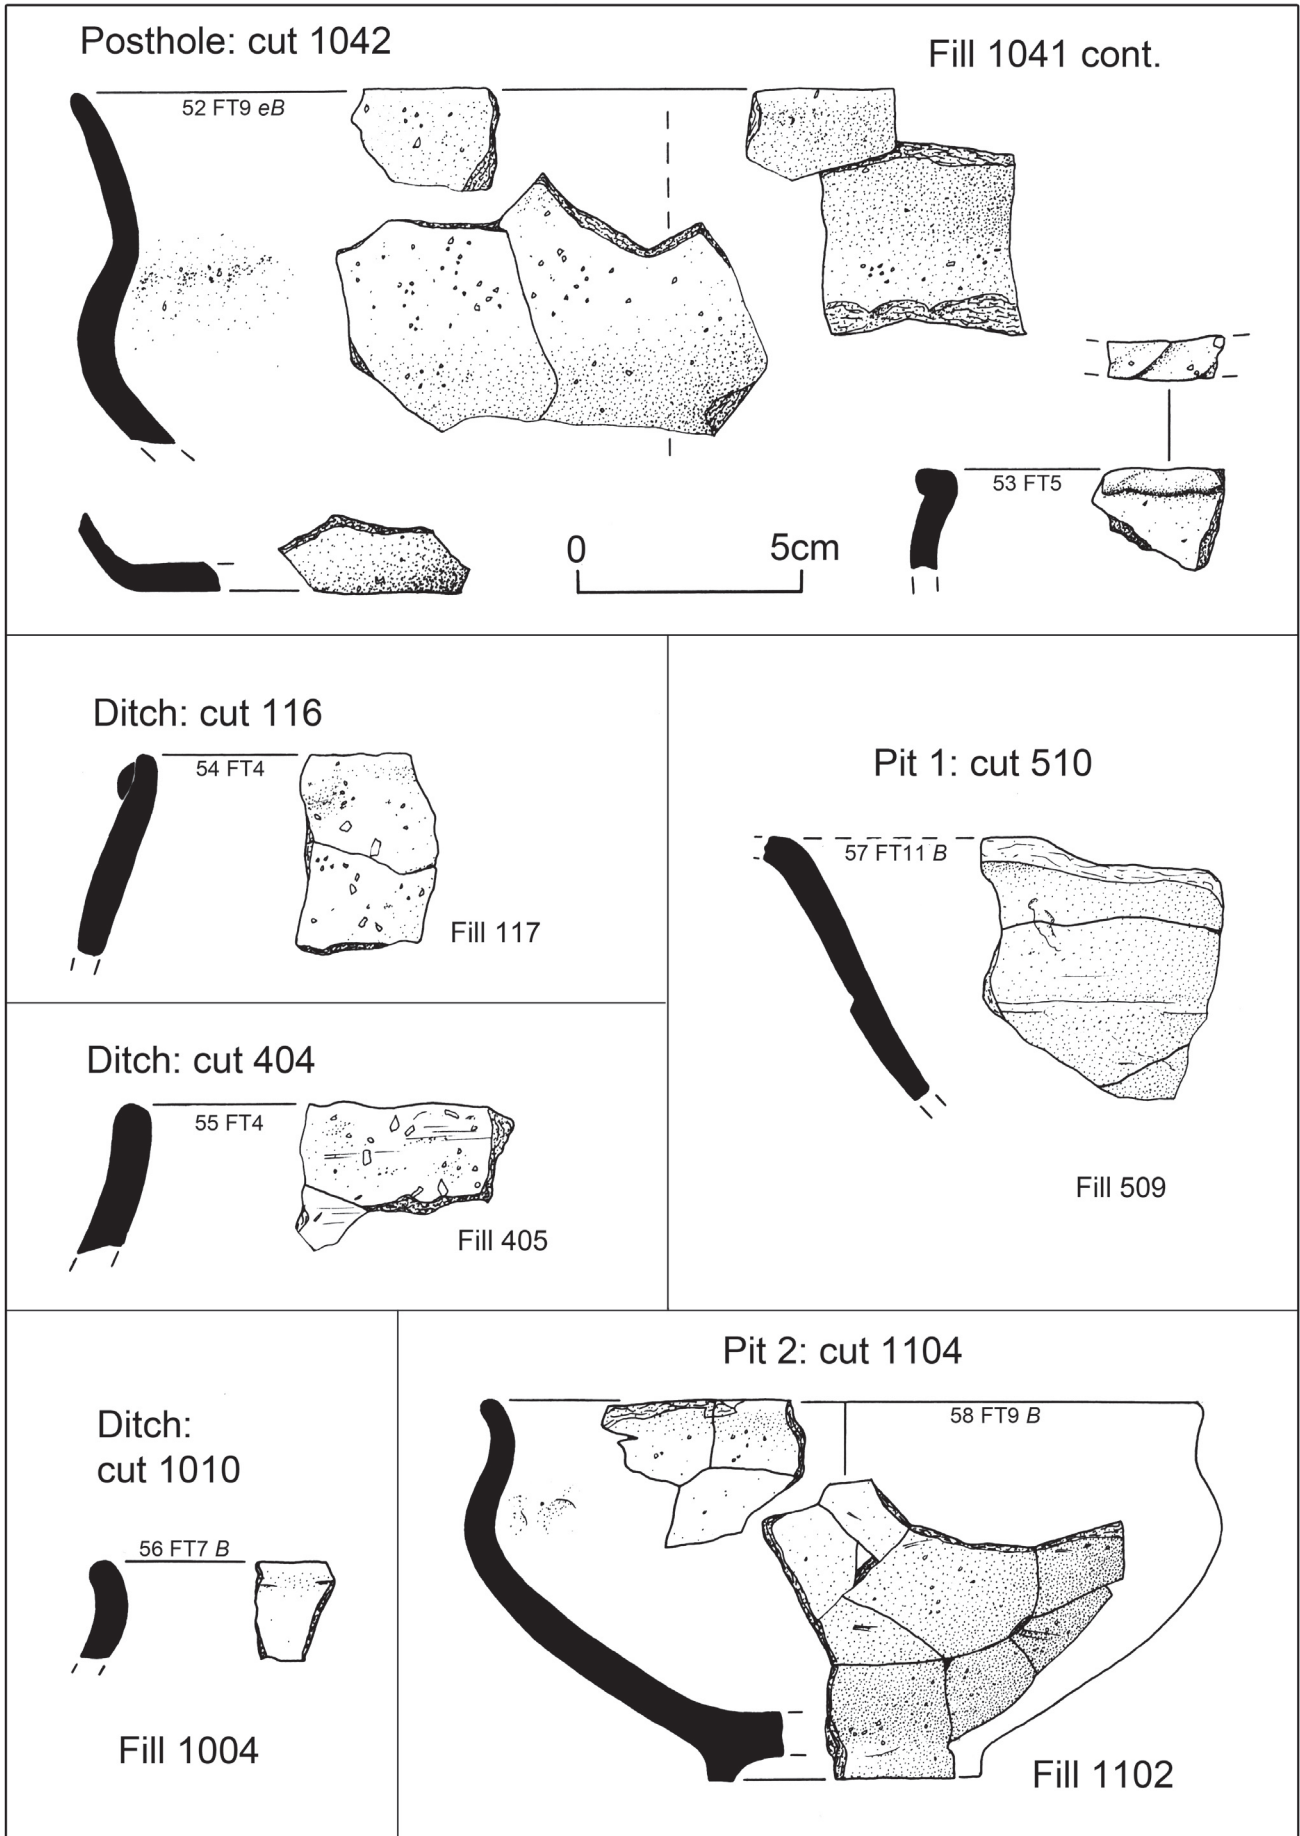 Posthole: cut 1042
Fill 1041 cont.
52 FT9 eB
53 FT5
0 5cm
Ditch: cut 116
54 FT4
Fill 117
Pit 1: cut 510
57 FT11 B
Fill 509
Ditch: cut 404
55 FT4
Fill 405
Ditch:
cut 1010
56 FT7 B
Fill 1004
Pit 2: cut 1104
58 FT9 B
Fill 1102